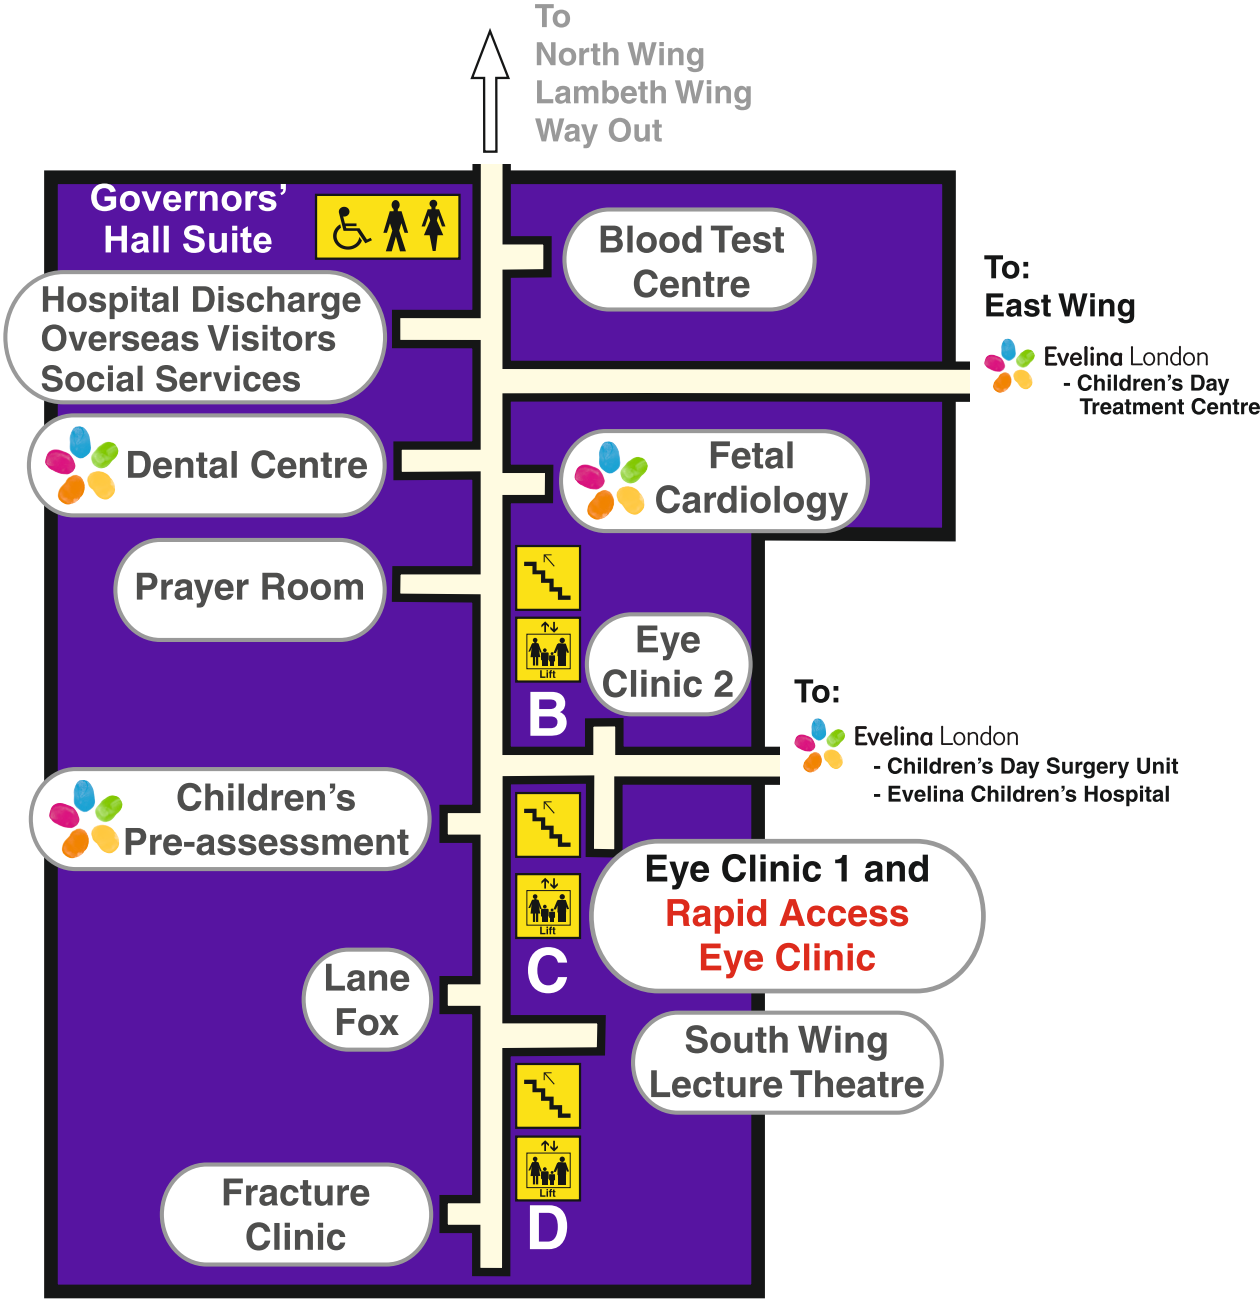 To
North Wing
Lambeth Wing
Way Out
Governors’
Hall Suite
Blood Test
Centre
Hospital Discharge
Overseas Visitors
Social Services
To:
East Wing
Evelina London
- Children’s Day
Treatment Centre
Dental Centre
Fetal
Cardiology
Prayer Room
Lift
B
Eye
Clinic 2
To:
Evelina London
- Children’s Day Surgery Unit
- Evelina Children’s Hospital
Children’s
Pre-assessment
Lift
C
Eye Clinic 1 and
Rapid Access
Eye Clinic
Lane
Fox
South Wing
Lecture Theatre
Lift
D
Fracture
Clinic